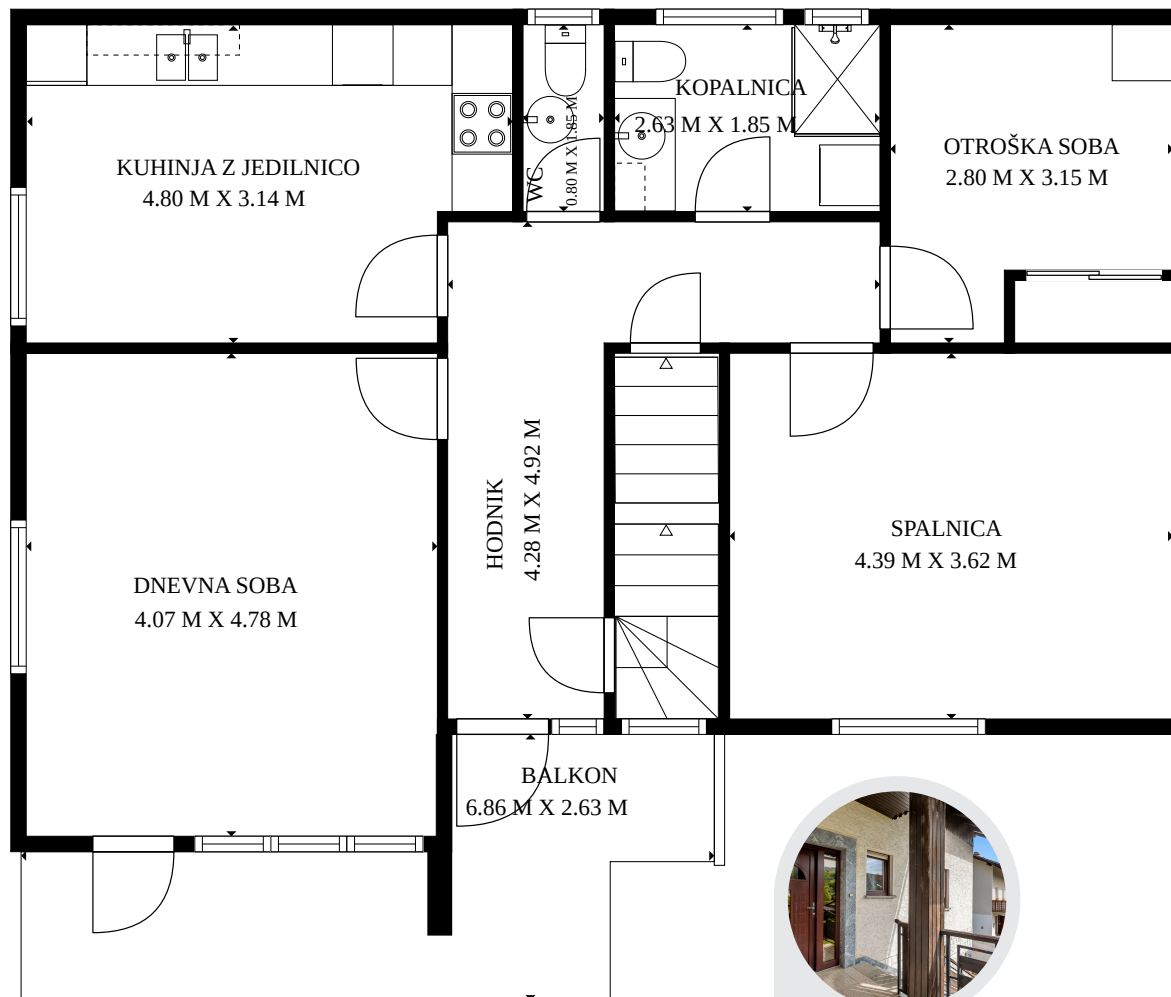 KUHINJA Z JEDILNICO
4.80 M X 3.14 M
WC
0.80 M X 1.85 M
KOPALNICA
2.63 M X 1.85 M
OTROŠKA SOBA
2.80 M X 3.15 M
DNEVNA SOBA
4.07 M X 4.78 M
HODNIK
4.28 M X 4.92 M
SPALNICA
4.39 M X 3.62 M
BALKON
6.86 M X 2.63 M